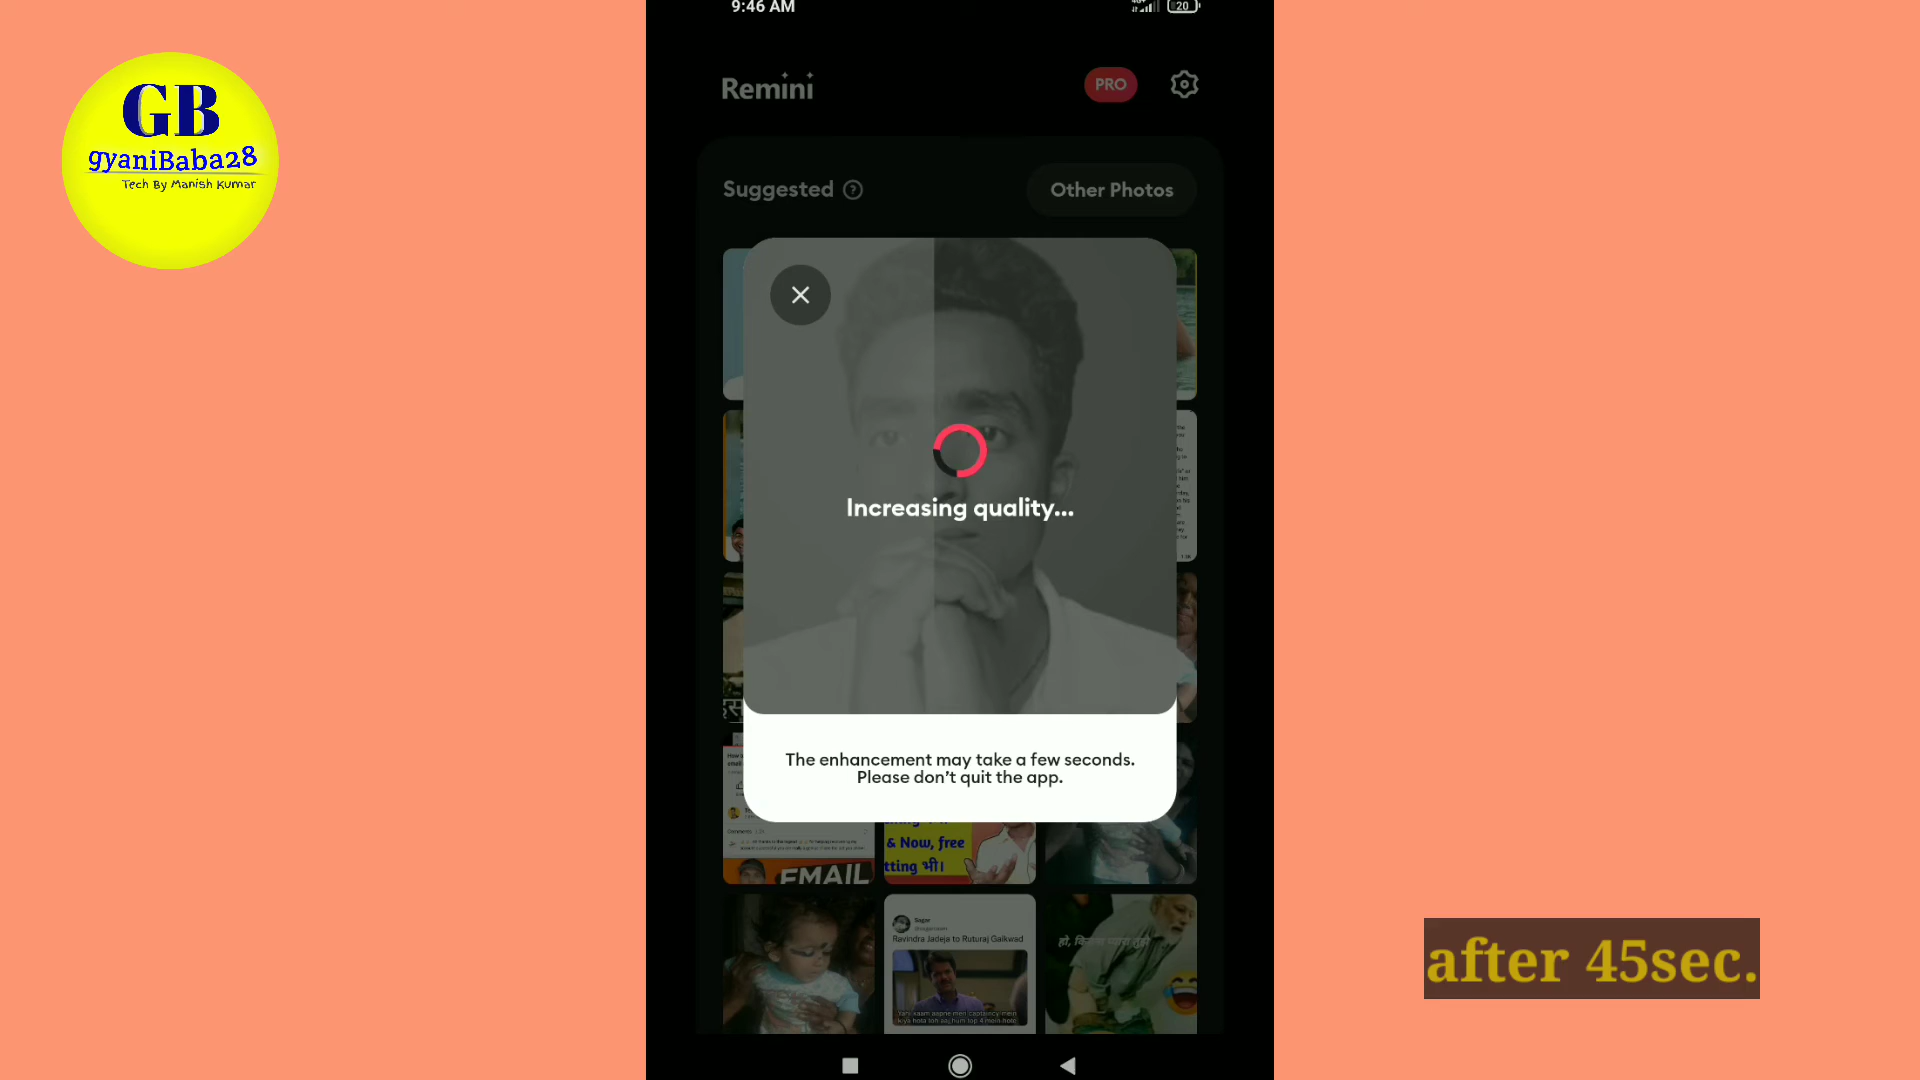 9:46 AM
20
GB
gyaniBaba28
Tech By Manish Kumar
Remini
PRO
Suggested
Other Photos
Increasing quality...
The enhancement may take a few seconds.
Please don't quit the app.
& Now, free
EMAIL
Sagar
Ravindra Jadeja to Ruturaj Gaikwad
हो, कितना प्यारा तुम्हे
after 45sec.